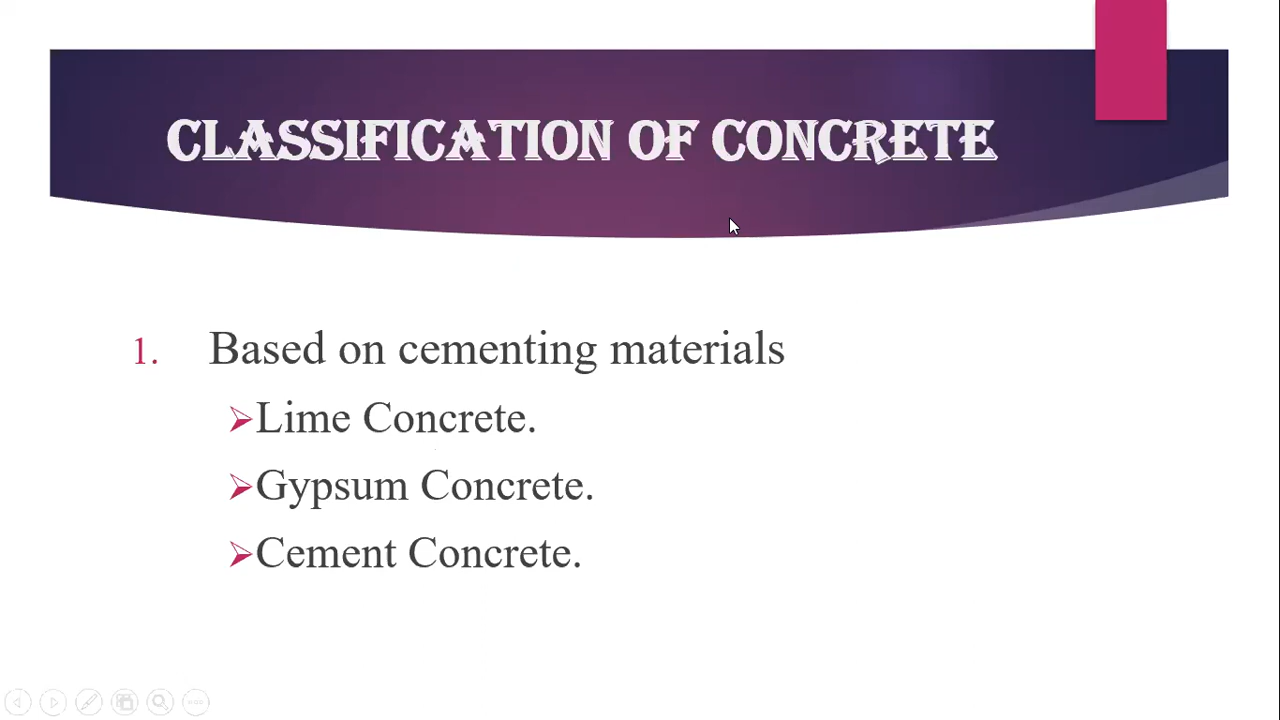 CLASSIFICATION OF CONCRETE
1. Based on cementing materials
➢Lime Concrete.
➢Gypsum Concrete.
➢Cement Concrete.